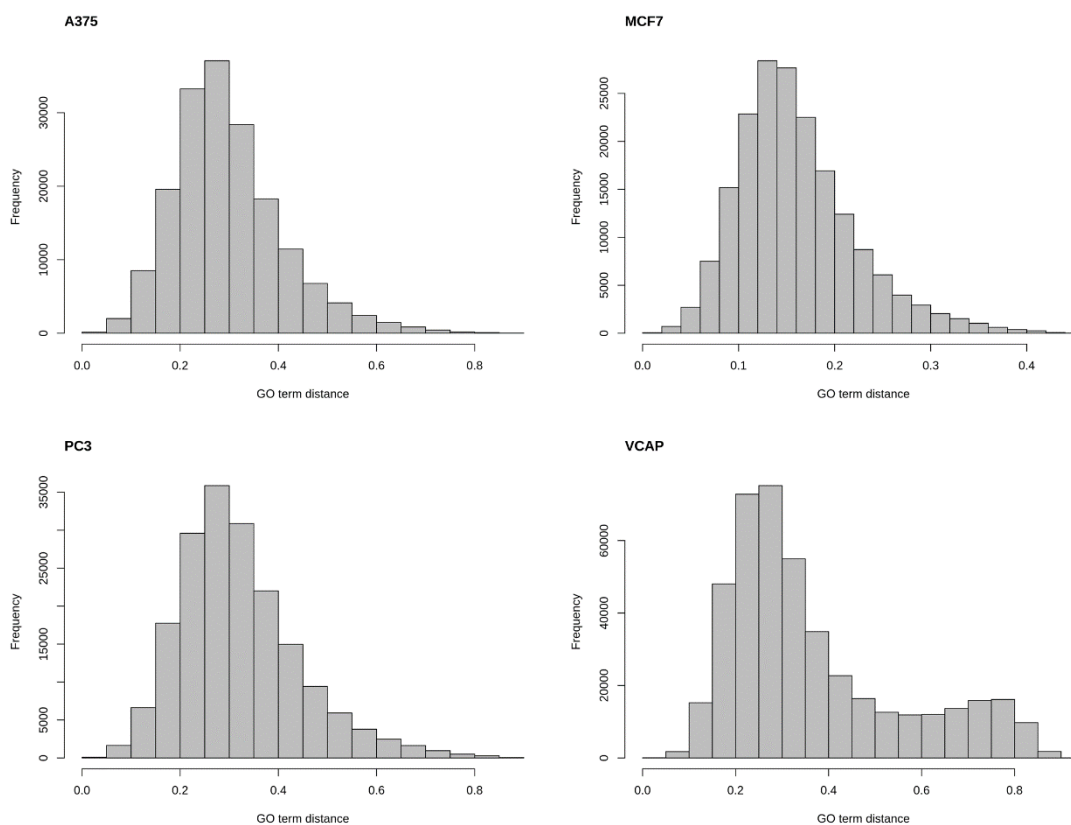 A375
Frequency
30000
20000
10000
0
0.0 0.2 0.4 0.6 0.8
GO term distance
MCF7
Frequency
25000
20000
15000
10000
5000
0
0.0 0.1 0.2 0.3 0.4
GO term distance
PC3
Frequency
35000
25000
15000
5000
0
0.0 0.2 0.4 0.6 0.8
GO term distance
VCAP
Frequency
60000
40000
20000
0
0.0 0.2 0.4 0.6 0.8
GO term distance